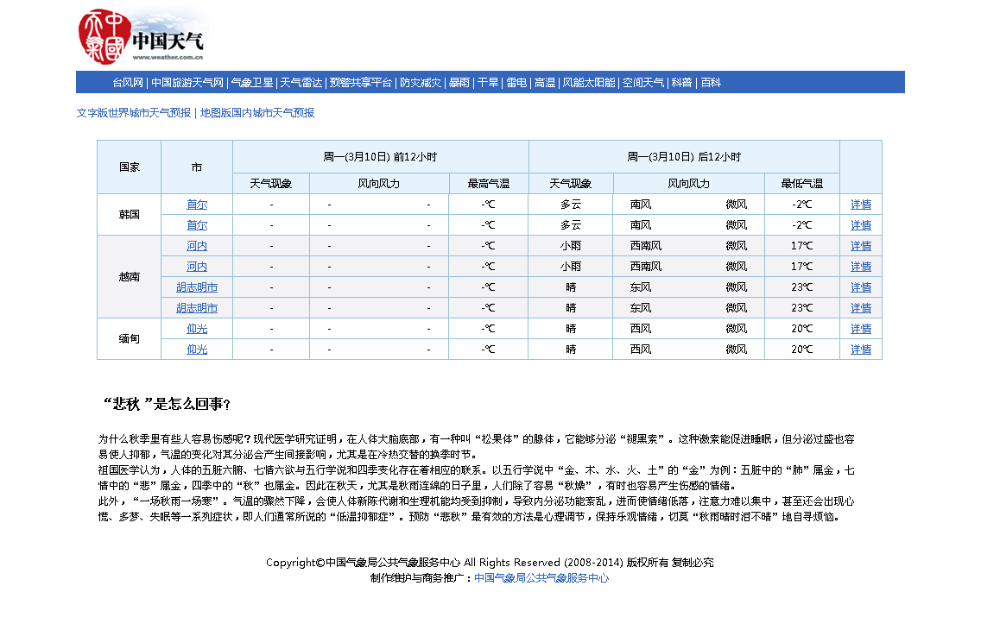 中国天气
www.weather.com.cn
台风网 | 中国旅游天气网 | 气象卫星 | 天气雷达 | 预警共享平台 | 防灾减灾 | 暴雨 | 干旱 | 雷电 | 高温 | 风能太阳能 | 空间天气 | 科普 | 百科
文字版世界城市天气预报 | 地图版国内城市天气预报
国家 市 周一(3月10日) 前12小时 周一(3月10日) 后12小时
天气现象 风向风力 最高气温 天气现象 风向风力 最低气温
韩国
首尔 - - - -℃ 多云 南风 微风 -2℃ 详情
首尔 - - - -℃ 多云 南风 微风 -2℃ 详情
越南
河内 - - - -℃ 小雨 西南风 微风 17℃ 详情
河内 - - - -℃ 小雨 西南风 微风 17℃ 详情
胡志明市 - - - -℃ 晴 东风 微风 23℃ 详情
胡志明市 - - - -℃ 晴 东风 微风 23℃ 详情
缅甸
仰光 - - - -℃ 晴 西风 微风 20℃ 详情
仰光 - - - -℃ 晴 西风 微风 20℃ 详情
“悲秋 ”是怎么回事?
为什么秋季里有些人容易伤感呢？现代医学研究证明，在人体大脑底部，有一种叫“松果体”的腺体，它能够分泌“褪黑素”。这种激素能促进睡眠，但分泌过盛也容
易使人抑郁，气温的变化对其分泌会产生间接影响，尤其是在冷热交替的换季时节。
祖国医学认为，人体的五脏六腑、七情六欲与五行学说和四季变化存在着相应的联系。以五行学说中“金、木、水、火、土”的“金”为例：五脏中的“肺”属金，七
情中的“悲”属金，四季中的“秋”也属金。因此在秋天，尤其是秋雨连绵的日子里，人们除了容易“秋燥”，有时也容易产生伤感的情绪。
此外，“一场秋雨一场寒”。气温的骤然下降，会使人体新陈代谢和生理机能均受到抑制，导致内分泌功能紊乱，进而使情绪低落，注意力难以集中，甚至还会出现心
慌、多梦、失眠等一系列症状，即人们通常所说的“低温抑郁症”。预防“悲秋”最有效的方法是心理调节，保持乐观情绪，切莫“秋雨晴时泪不晴”地自寻烦恼。
Copyright©中国气象局公共气象服务中心 All Rights Reserved (2008-2014) 版权所有 复制必究
制作维护与商务推广：中国气象局公共气象服务中心